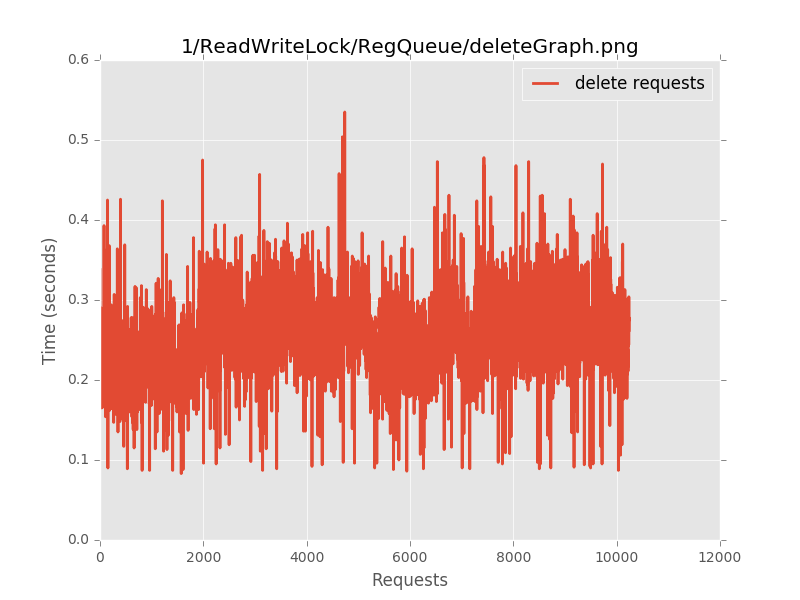 1/ReadWriteLock/RegQueue/deleteGraph.png
0.6
delete requests
0.5
0.4
0.3
0.2
0.1
0.0
Time (seconds)
0 2000 4000 6000 8000 10000 12000
Requests